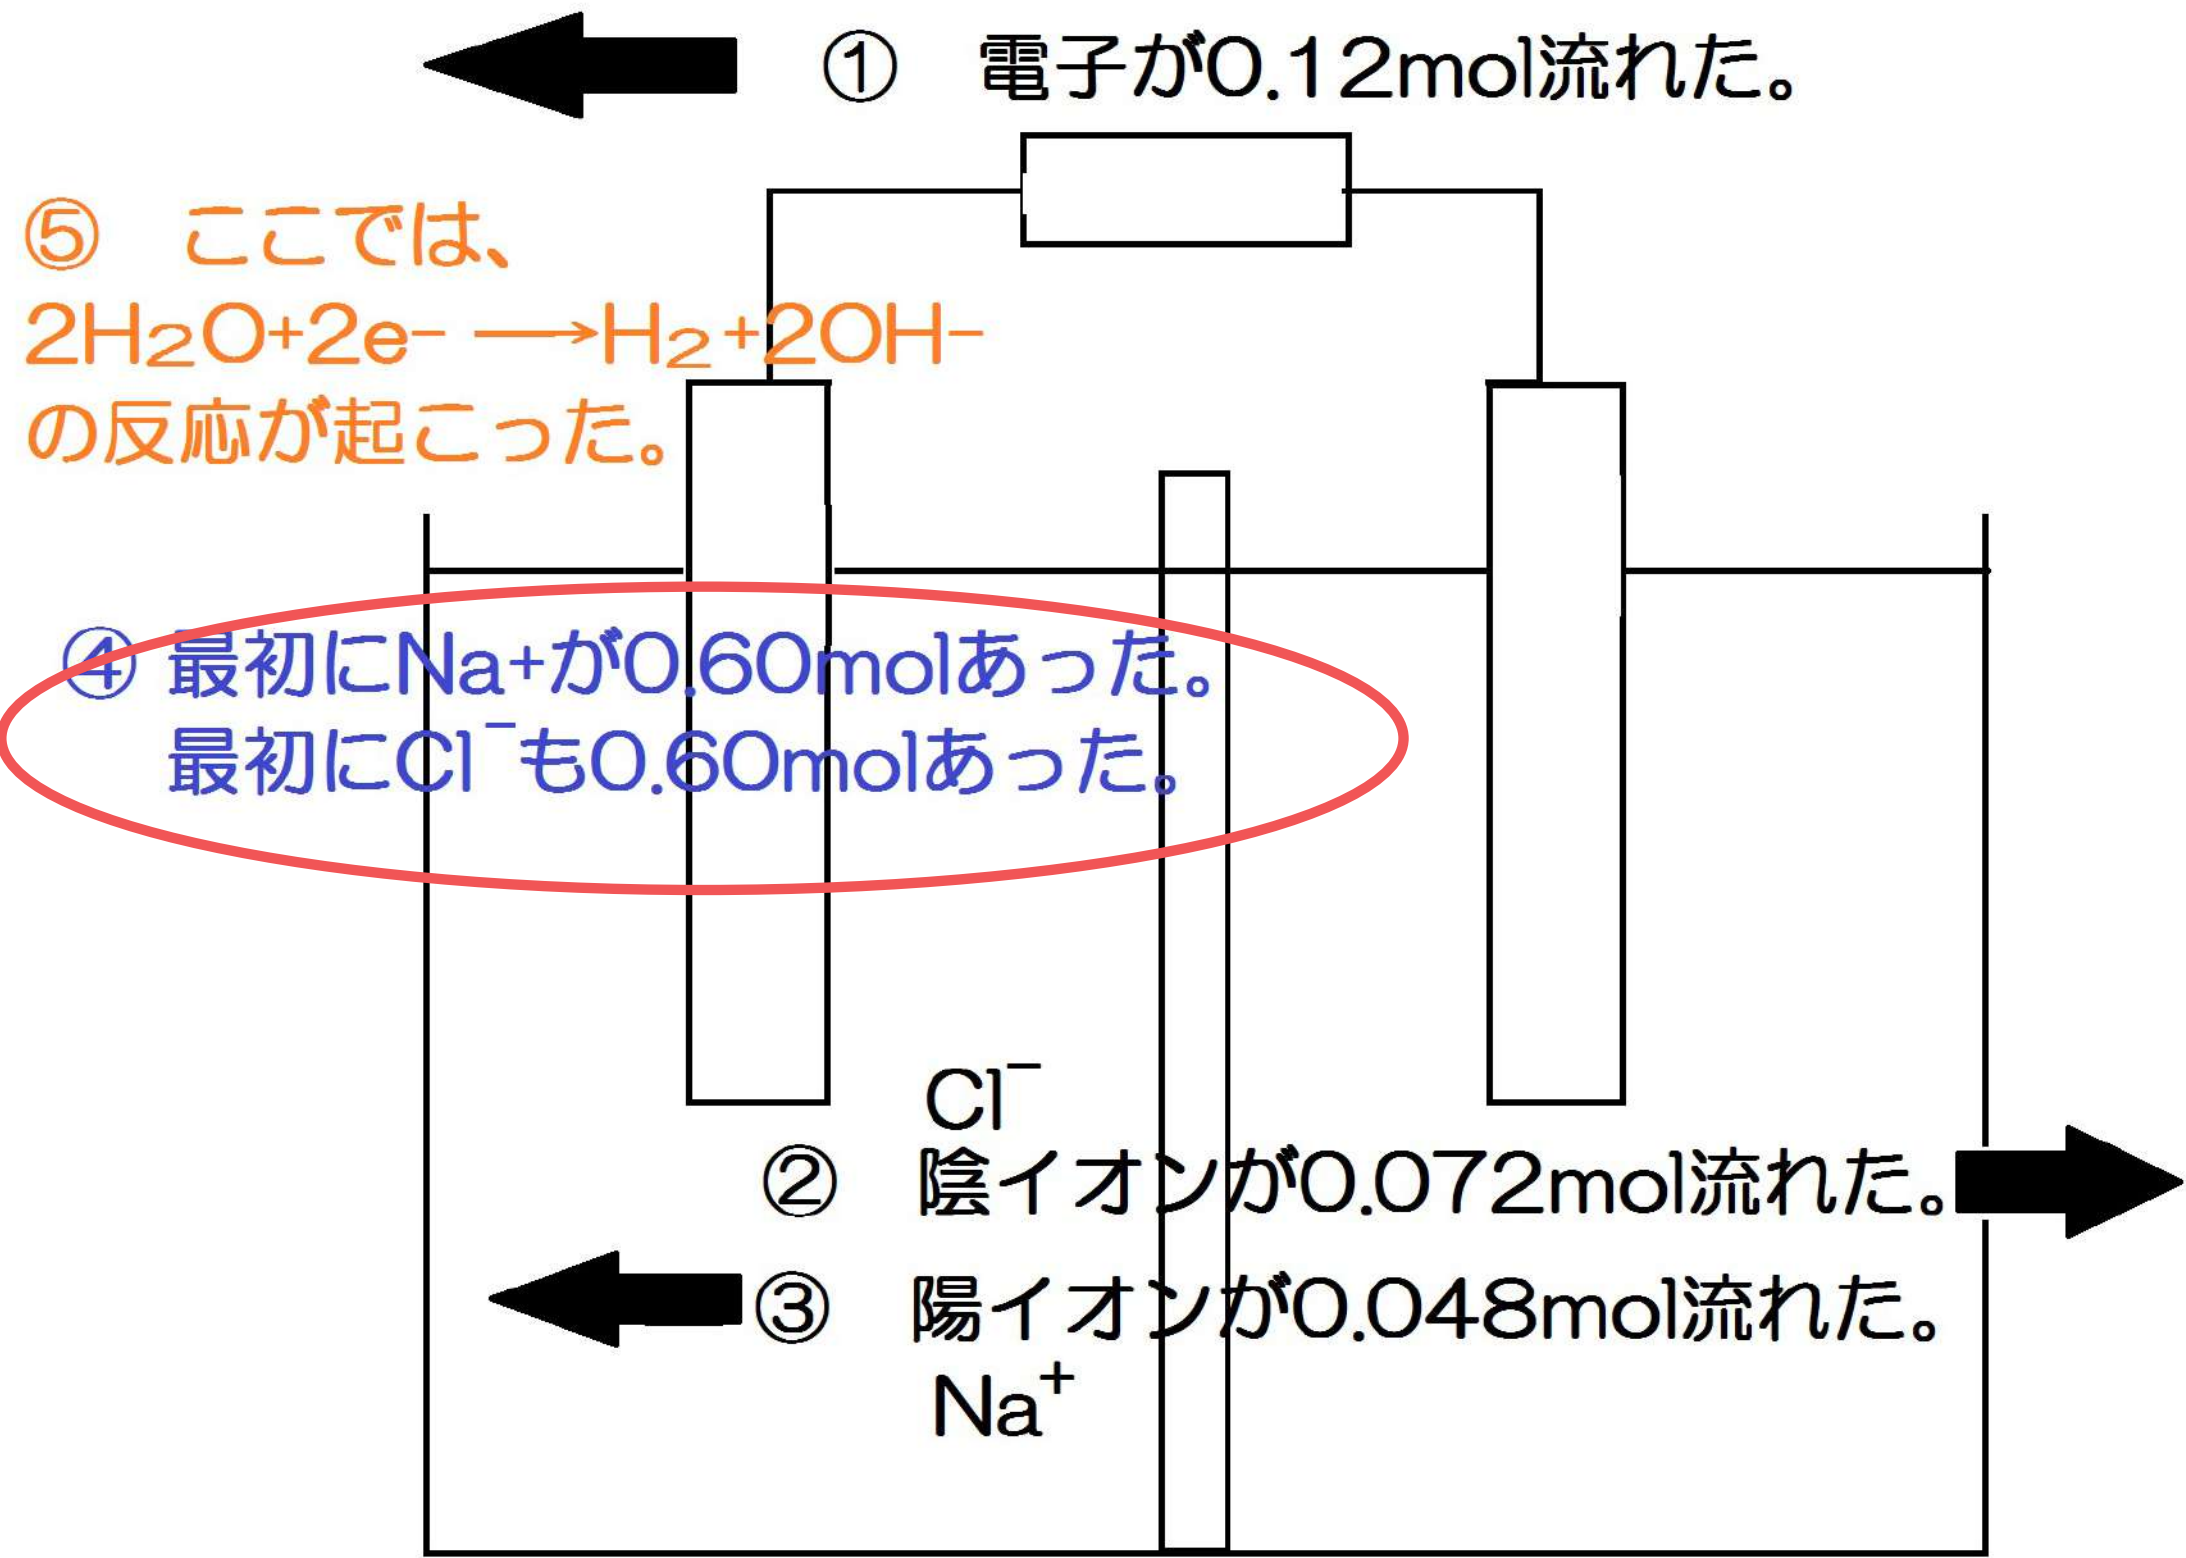 ① 電子が0.12mol流れた。
⑤ ここでは、
2H₂O+2e- ⟶H₂+2OH-
の反応が起こった。
④ 最初にNa+が0.60molあった。
最初にCl⁻も0.60molあった。
Cl⁻
② 陰イオンが0.072mol流れた。
③ 陽イオンが0.048mol流れた。
Na⁺